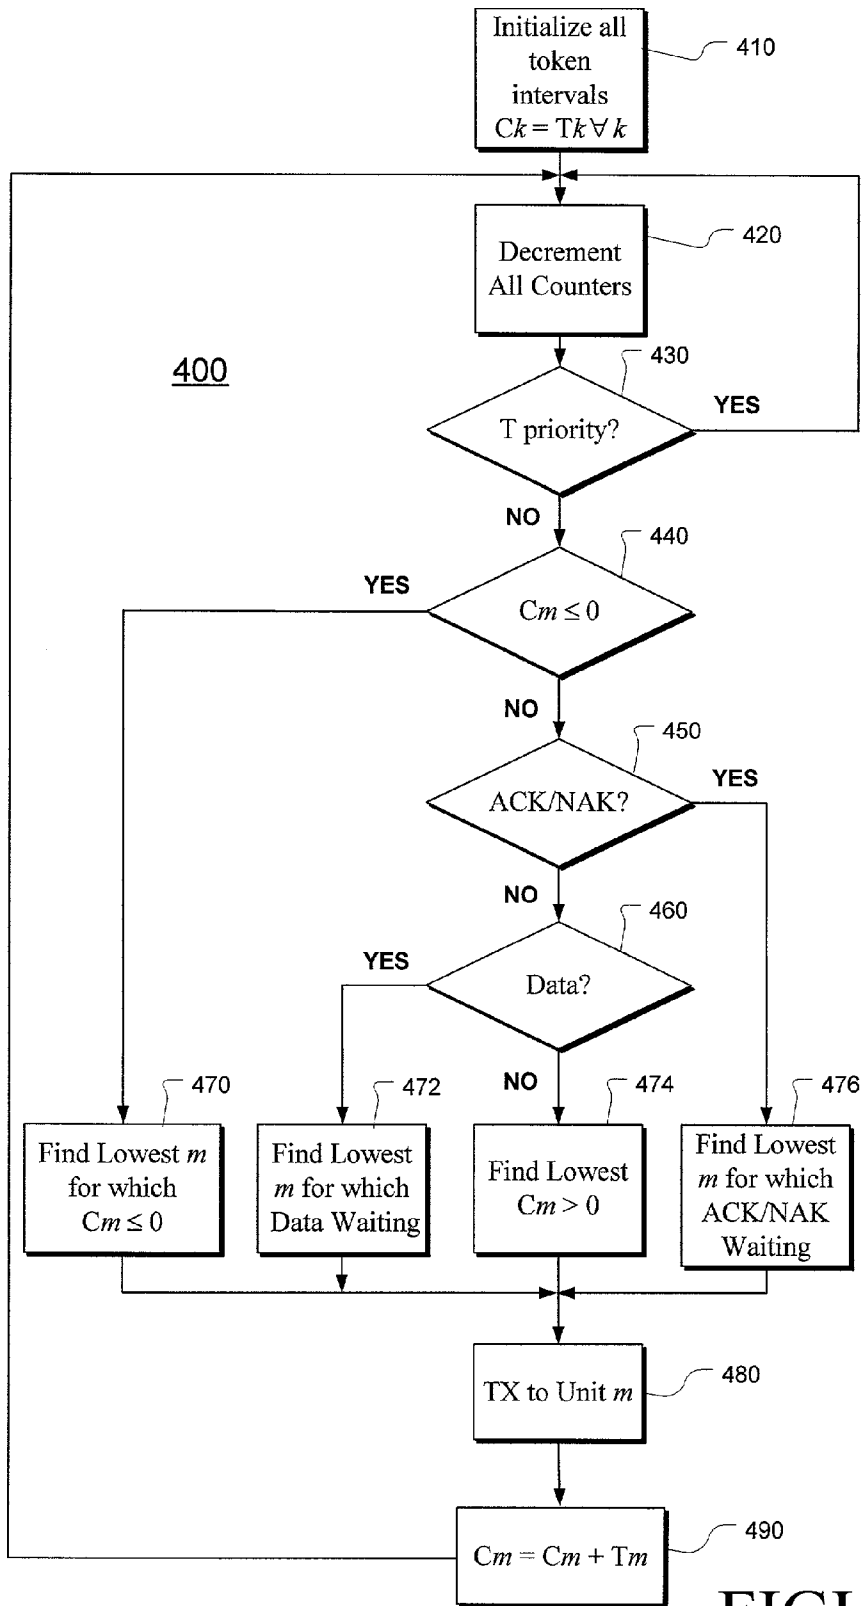 Initialize all
token
intervals
Ck = Tk ∀ k
410
Decrement
All Counters
420
400
430
T priority?
YES
NO
440
YES
Cm ≤ 0
NO
450
ACK/NAK?
YES
NO
460
YES
Data?
NO
470
472
474
476
Find Lowest m
for which
Cm ≤ 0
Find Lowest
m for which
Data Waiting
Find Lowest
Cm > 0
Find Lowest
m for which
ACK/NAK
Waiting
TX to Unit m
480
Cm = Cm + Tm
490